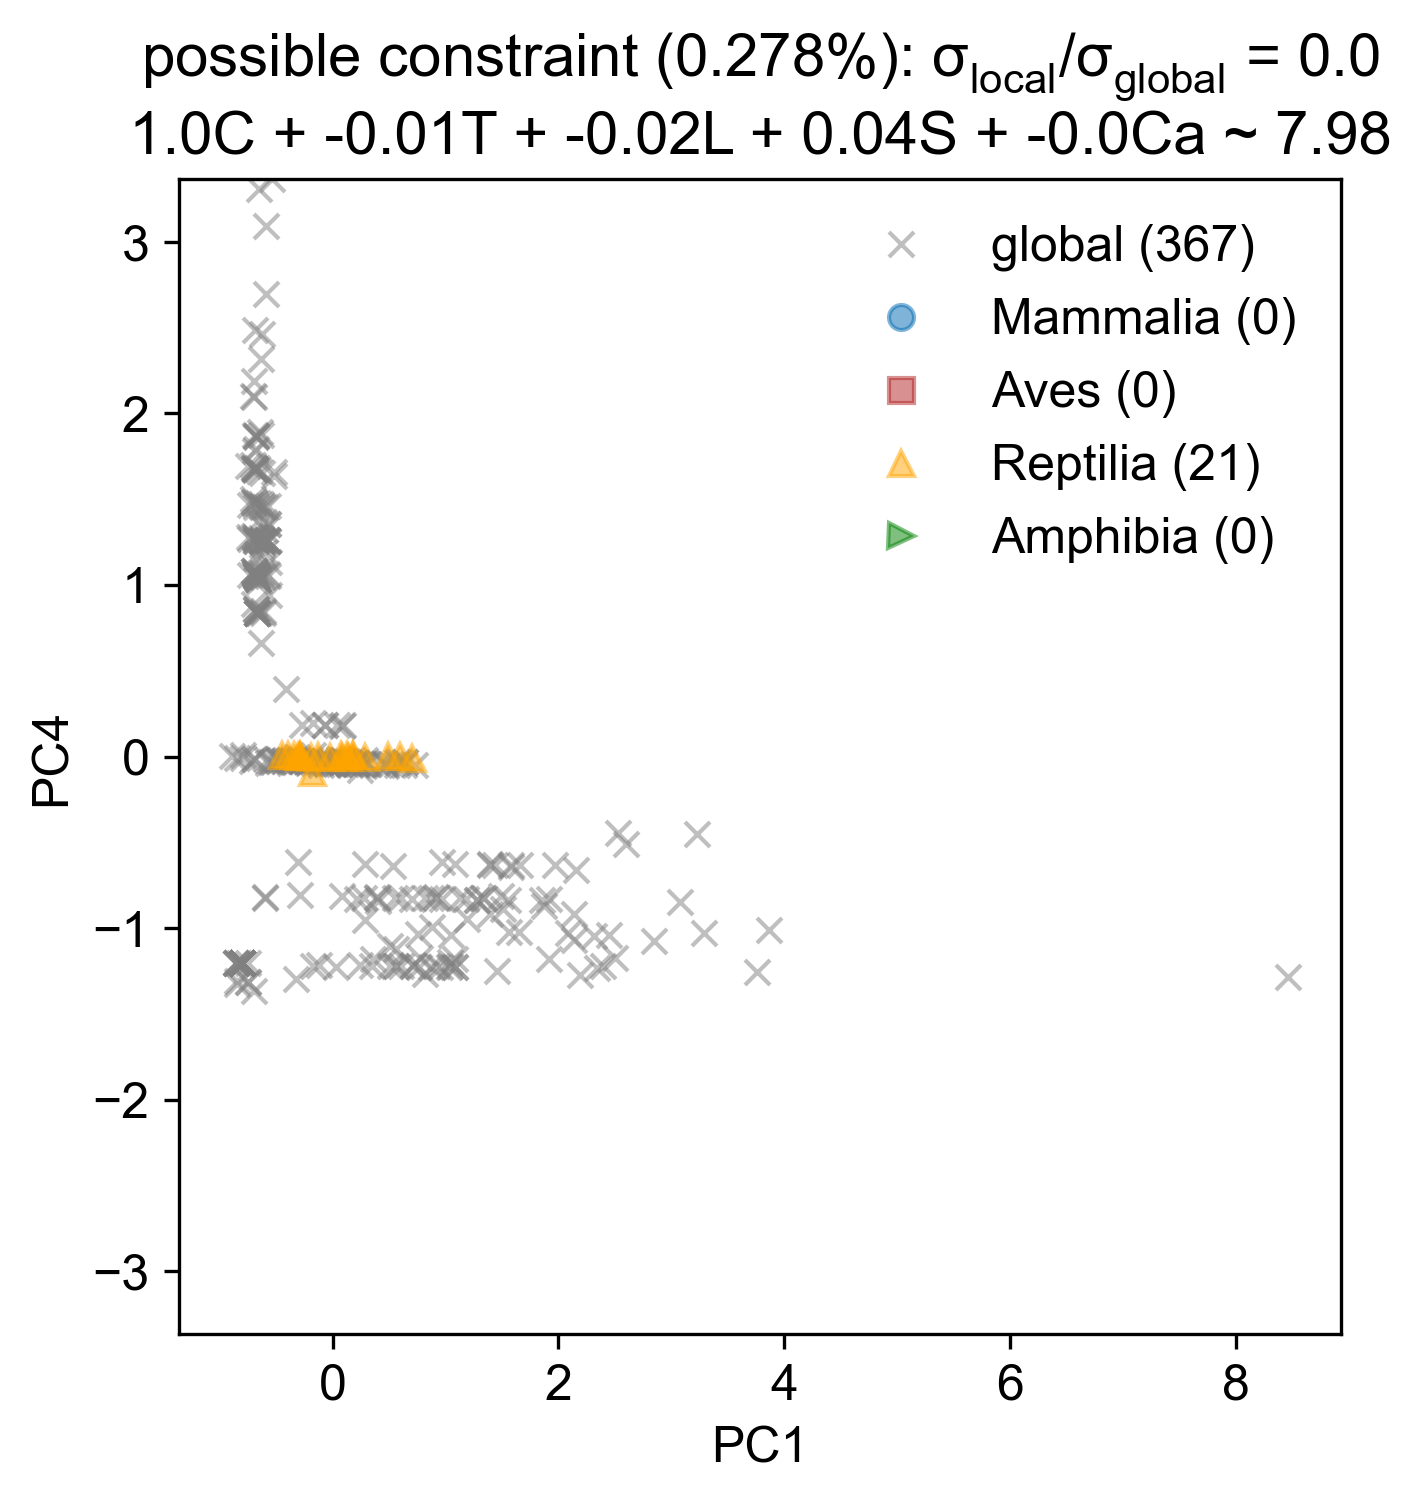 possible constraint (0.278%): σlocal/σglobal = 0.0
1.0C + -0.01T + -0.02L + 0.04S + -0.0Ca ~ 7.98
global (367)
Mammalia (0)
Aves (0)
Reptilia (21)
Amphibia (0)
PC4
3
2
1
0
−1
−2
−3
0 2 4 6 8
PC1